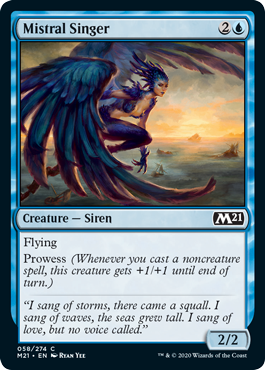 Mistral Singer 2
Creature — Siren M21
Flying
Prowess (Whenever you cast a noncreature
spell, this creature gets +1/+1 until end of
turn.)
“I sang of storms, there came a squall. I
sang of waves, the seas grew tall. I sang of
love, but no voice called.”
2/2
058/274 C
M21 • EN Ryan Yee
™ & © 2020 Wizards of the Coast